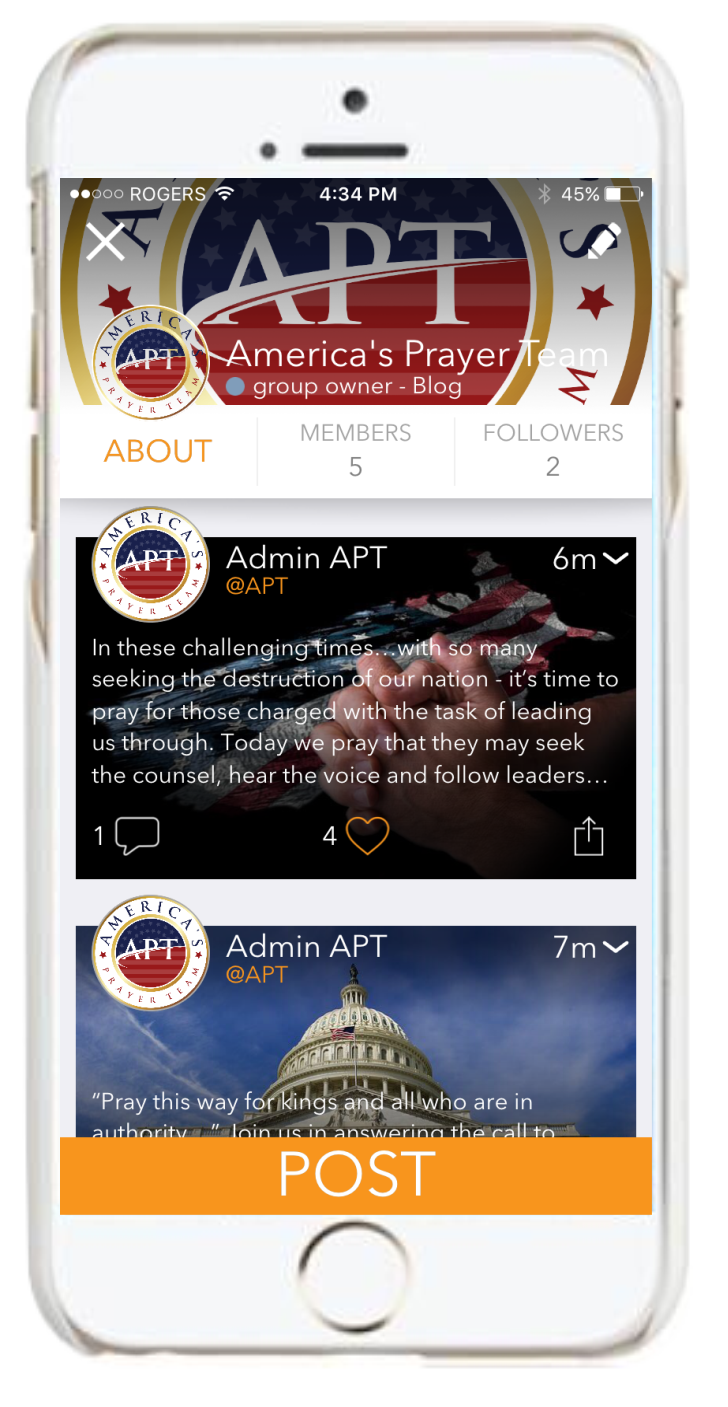 ROGERS 4:34 PM 45%
A S
APT
M
AMERICA'S
APT
PRAYER TEAM
America's Prayer Team
group owner - Blog
ABOUT
MEMBERS
5
FOLLOWERS
2
AMERICA'S
APT
PRAYER TEAM
Admin APT
@APT
6m
In these challenging times...with so many
seeking the destruction of our nation - it’s time to
pray for those charged with the task of leading
us through. Today we pray that they may seek
the counsel, hear the voice and follow leaders...
1
4
AMERICA'S
APT
PRAYER TEAM
Admin APT
@APT
7m
“Pray this way for kings and all who are in
authority...” Join us in answering the call to
POST